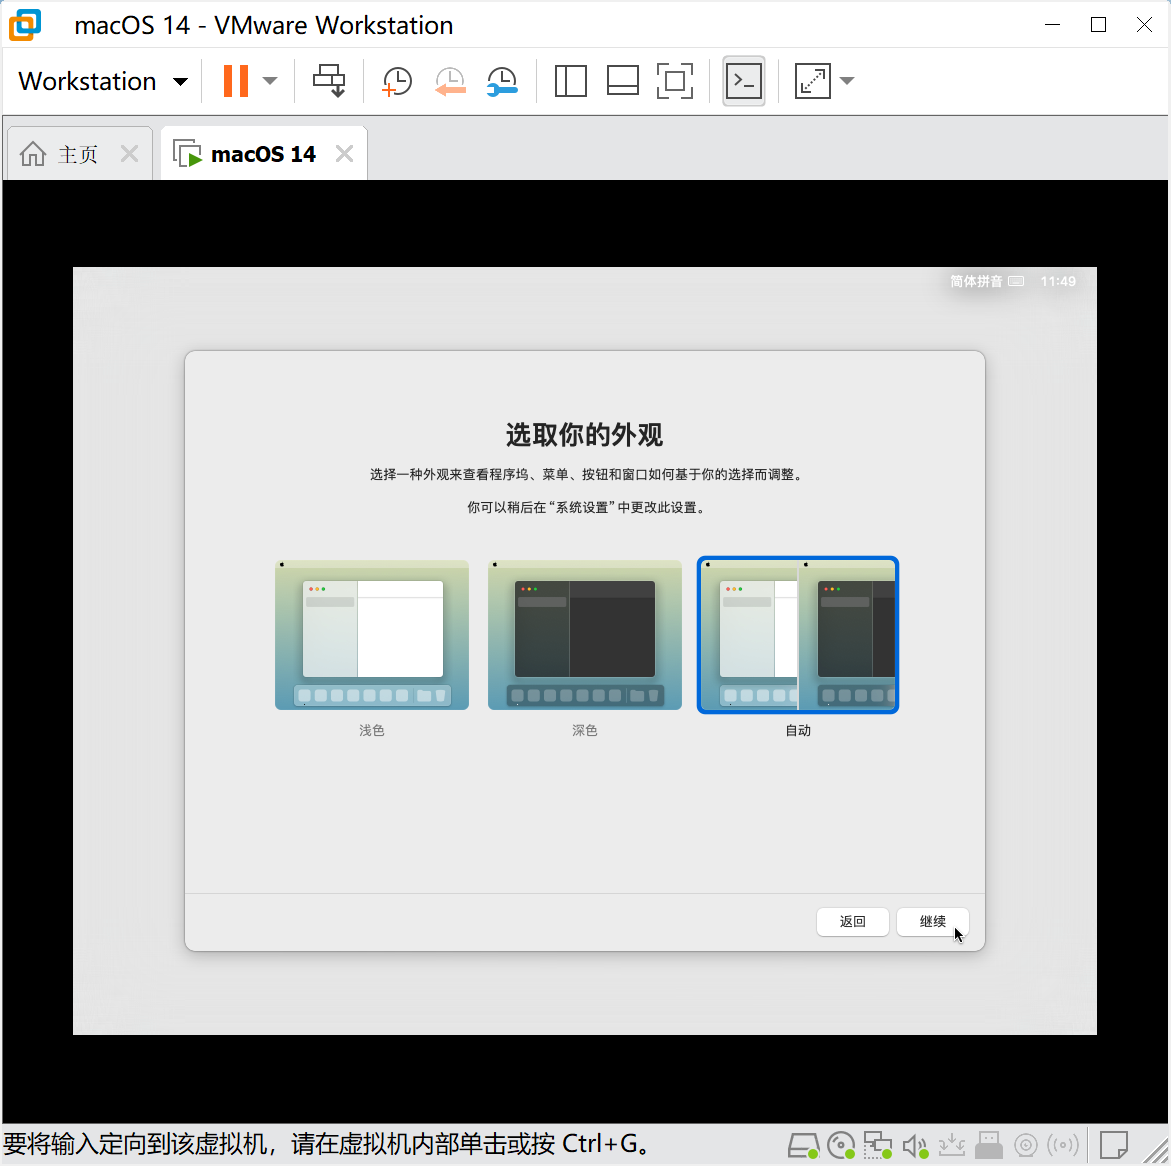 macOS 14 - VMware Workstation
Workstation
主页
macOS 14
简体拼音 11:49
选取你的外观
选择一种外观来查看程序坞、菜单、按钮和窗口如何基于你的选择而调整。
你可以稍后在“系统设置”中更改此设置。
浅色
深色
自动
返回
继续
要将输入定向到该虚拟机，请在虚拟机内部单击或按 Ctrl+G。